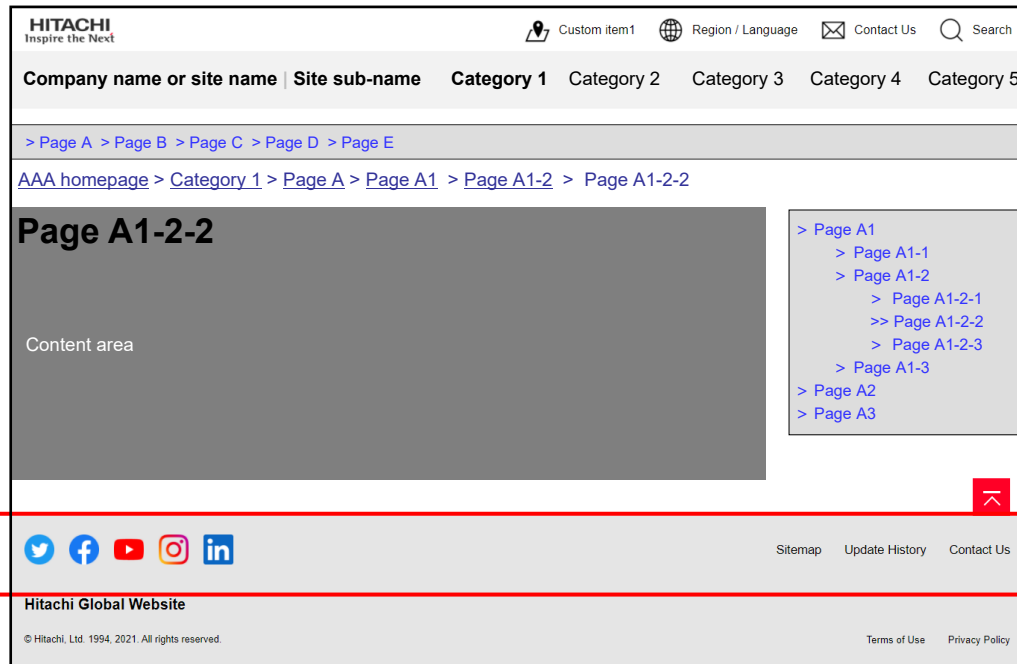 HITACHI
Inspire the Next
Custom item1 Region / Language Contact Us Search
Company name or site name | Site sub-name Category 1 Category 2 Category 3 Category 4 Category 5
> Page A > Page B > Page C > Page D > Page E
AAA homepage > Category 1 > Page A > Page A1 > Page A1-2 > Page A1-2-2
Page A1-2-2
Content area
> Page A1
> Page A1-1
> Page A1-2
> Page A1-2-1
>> Page A1-2-2
> Page A1-2-3
> Page A1-3
> Page A2
> Page A3
in
Sitemap Update History Contact Us
Hitachi Global Website
© Hitachi, Ltd. 1994, 2021. All rights reserved.
Terms of Use Privacy Policy